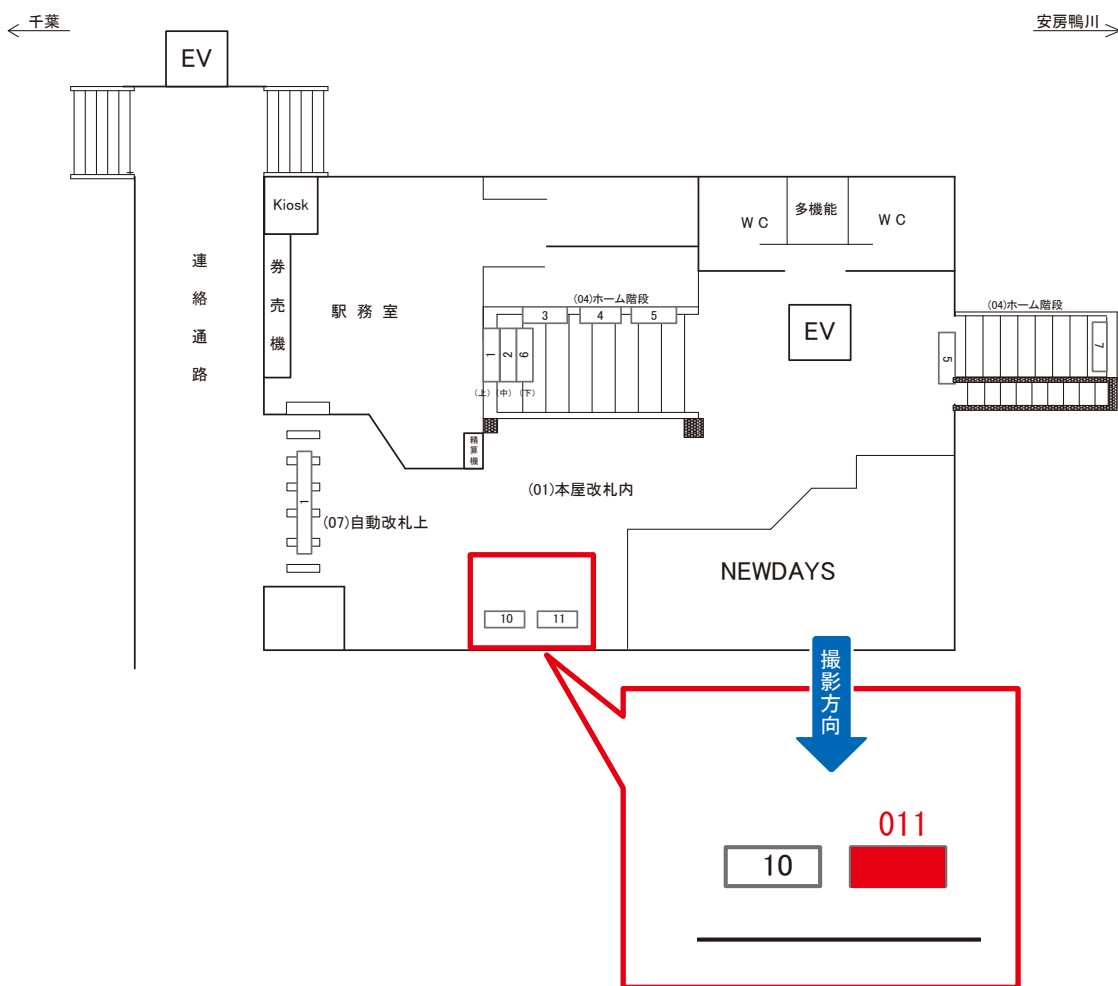 千葉
安房鴨川
EV
Kiosk
券売機
連絡通路
駅務室
WC
多機能
WC
(04)ホーム階段
3
4
5
1
2
6
(上)
(中)
(下)
EV
(04)ホーム階段
5
7
精算機
(01)本屋改札内
1
(07)自動改札上
NEWDAYS
10
11
撮影方向
011
10